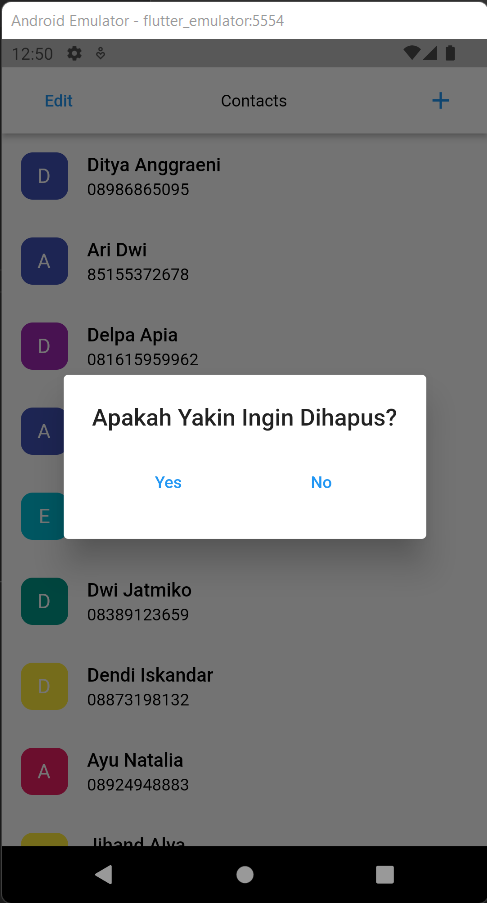 Android Emulator - flutter_emulator:5554
12:50
Edit Contacts +
D Ditya Anggraeni
08986865095
A Ari Dwi
85155372678
D Delpa Apia
081615959962
A
Apakah Yakin Ingin Dihapus?
Yes No
E
D Dwi Jatmiko
08389123659
D Dendi Iskandar
08873198132
A Ayu Natalia
08924948883